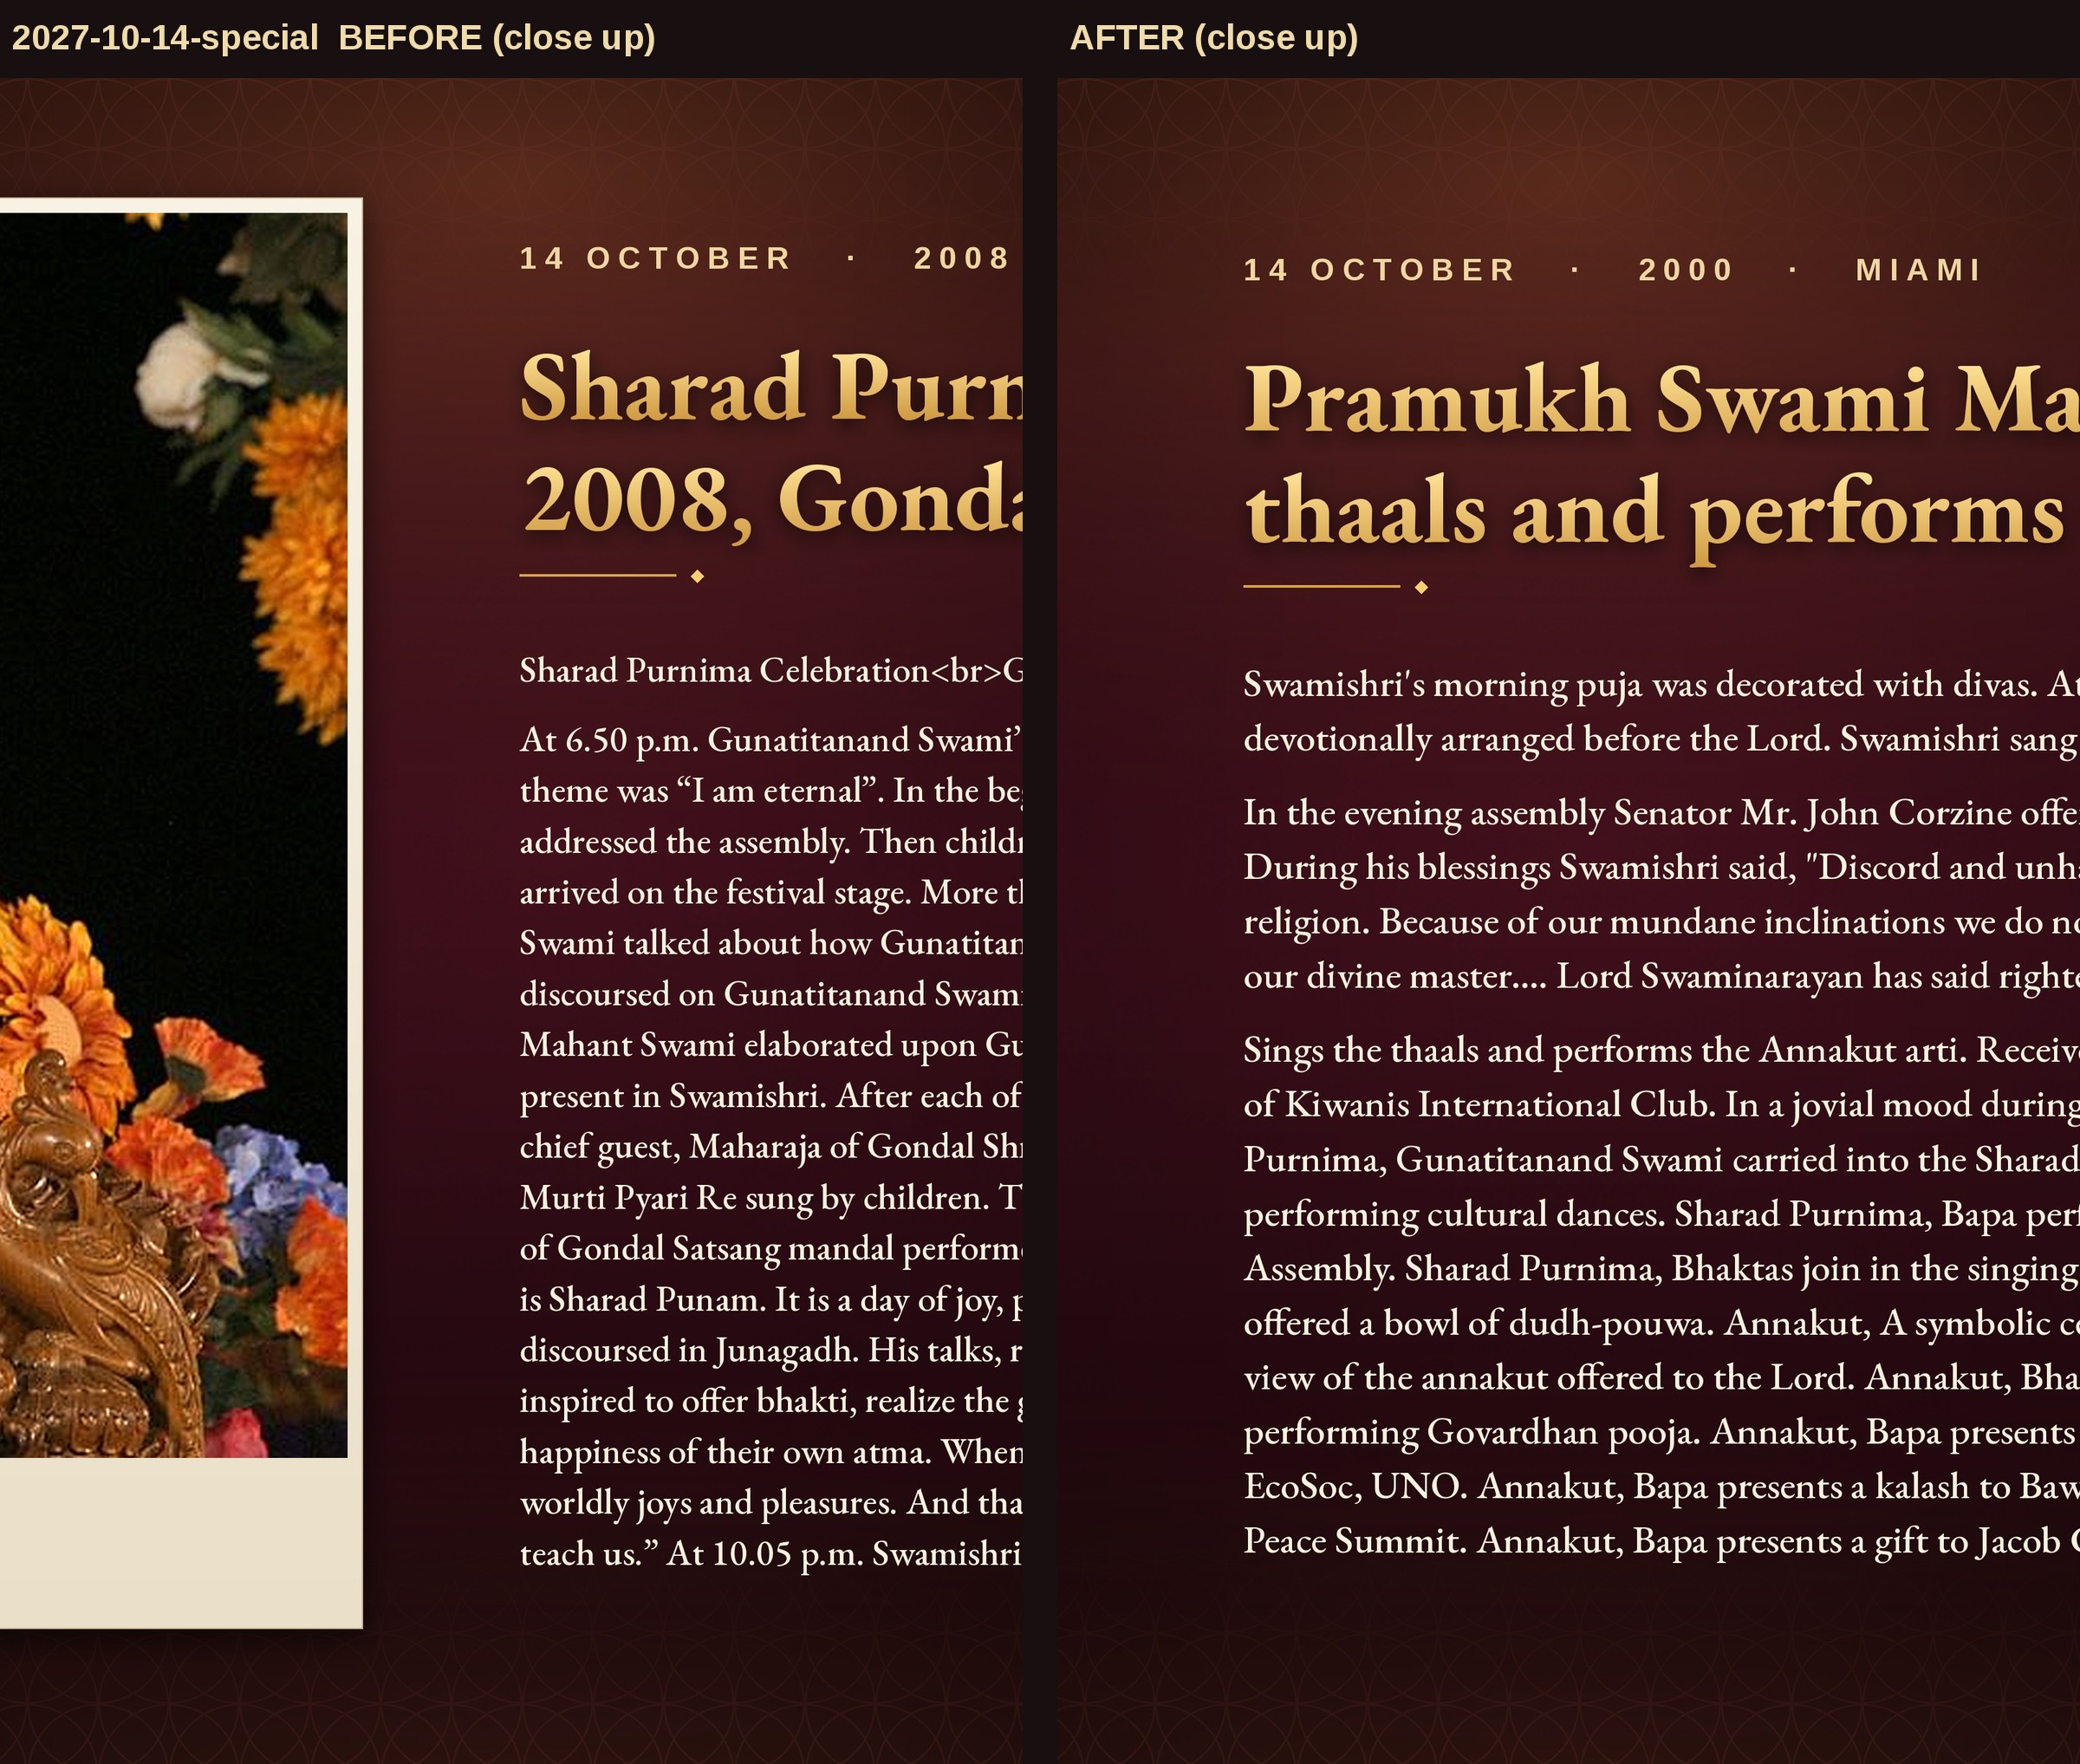 2027-10-14-special BEFORE (close up)
14 OCTOBER · 2008
Sharad Purn
2008, Gonda
Sharad Purnima Celebration<br>G
At 6.50 p.m. Gunatitanand Swami’
theme was “I am eternal”. In the be
addressed the assembly. Then childr
arrived on the festival stage. More t
Swami talked about how Gunatitan
discoursed on Gunatitanand Swam
Mahant Swami elaborated upon Gu
present in Swamishri. After each of
chief guest, Maharaja of Gondal Sh
Murti Pyari Re sung by children. T
of Gondal Satsang mandal perform
is Sharad Punam. It is a day of joy, p
discoursed in Junagadh. His talks, r
inspired to offer bhakti, realize the
happiness of their own atma. When
worldly joys and pleasures. And tha
teach us.” At 10.05 p.m. Swamishri
AFTER (close up)
14 OCTOBER · 2000 · MIAMI
Pramukh Swami Ma
thaals and performs
Swamishri's morning puja was decorated with divas. At
devotionally arranged before the Lord. Swamishri sang
In the evening assembly Senator Mr. John Corzine offe
During his blessings Swamishri said, "Discord and unha
religion. Because of our mundane inclinations we do no
our divine master.... Lord Swaminarayan has said righte
Sings the thaals and performs the Annakut arti. Receiv
of Kiwanis International Club. In a jovial mood during
Purnima, Gunatitanand Swami carried into the Sharad
performing cultural dances. Sharad Purnima, Bapa perf
Assembly. Sharad Purnima, Bhaktas join in the singing
offered a bowl of dudh-pouwa. Annakut, A symbolic c
view of the annakut offered to the Lord. Annakut, Bha
performing Govardhan pooja. Annakut, Bapa presents
EcoSoc, UNO. Annakut, Bapa presents a kalash to Baw
Peace Summit. Annakut, Bapa presents a gift to Jacob